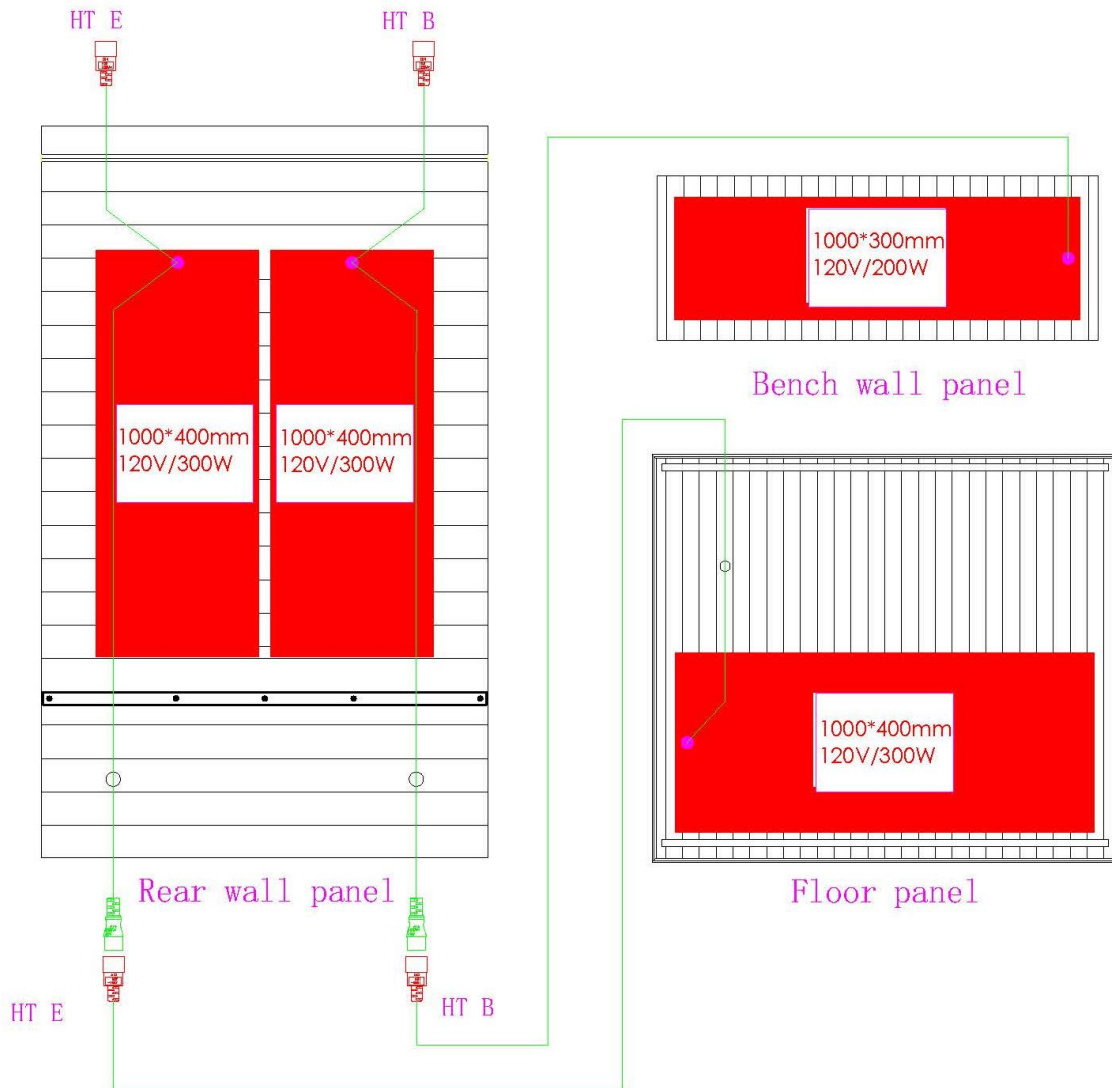 HT E
HT B
1000*300mm
120V/200W
Bench wall panel
1000*400mm
120V/300W
1000*400mm
120V/300W
1000*400mm
120V/300W
Rear wall panel
Floor panel
HT E
HT B